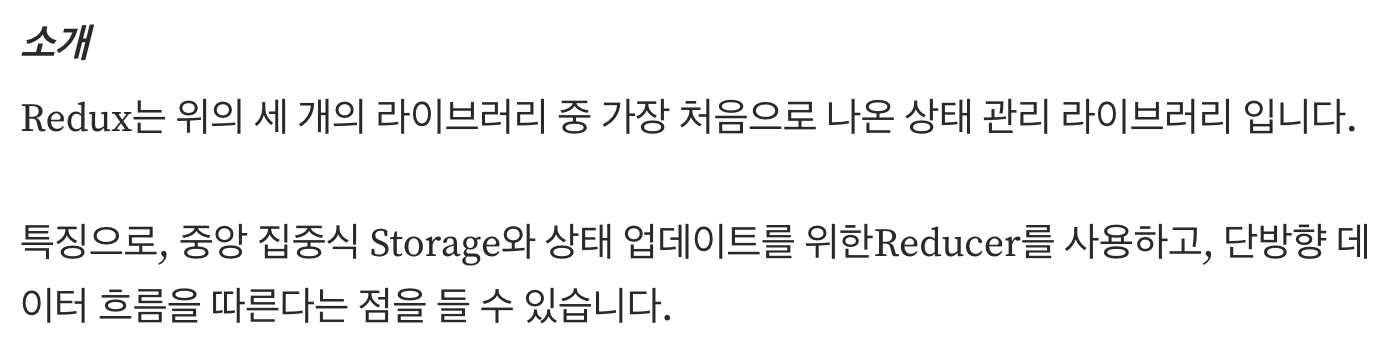 소개
Redux는 위의 세 개의 라이브러리 중 가장 처음으로 나온 상태 관리 라이브러리 입니다.
특징으로, 중앙 집중식 Storage와 상태 업데이트를 위한Reducer를 사용하고, 단방향 데
이터 흐름을 따른다는 점을 들 수 있습니다.